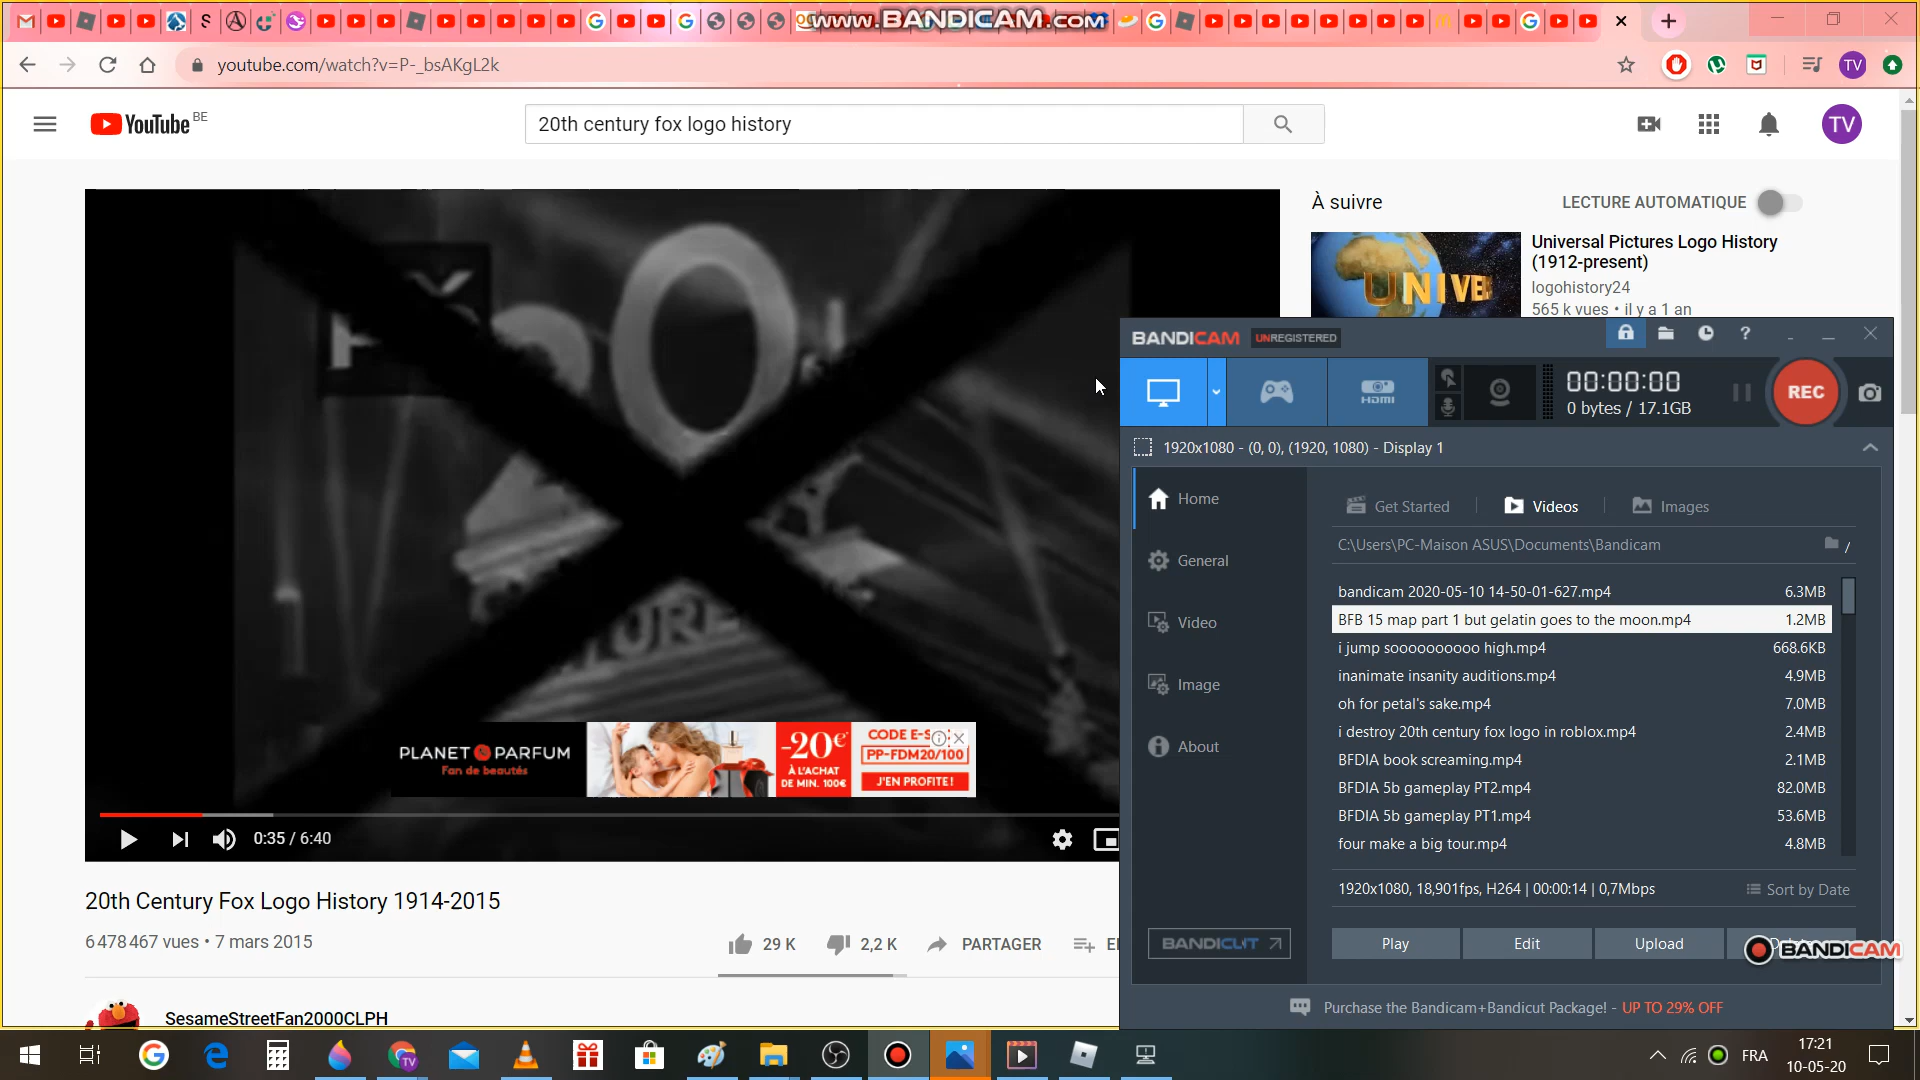 www.BANDICAM.com
youtube.com/watch?v=P-_bsAKgL2k
TV
YouTube BE
20th century fox logo history
TV
À suivre
LECTURE AUTOMATIQUE
UNIVE
Universal Pictures Logo History
(1912-present)
logohistory24
565 k vues • il y a 1 an
BANDICAM UNREGISTERED
HDMI
00:00:00
0 bytes / 17.1GB
REC
1920x1080 - (0, 0), (1920, 1080) - Display 1
Home
General
Video
Image
About
Get Started
Videos
Images
C:\Users\PC-Maison ASUS\Documents\Bandicam
bandicam 2020-05-10 14-50-01-627.mp4 6.3MB
BFB 15 map part 1 but gelatin goes to the moon.mp4 1.2MB
i jump soooooooooo high.mp4 668.6KB
inanimate insanity auditions.mp4 4.9MB
oh for petal's sake.mp4 7.0MB
i destroy 20th century fox logo in roblox.mp4 2.4MB
BFDIA book screaming.mp4 2.1MB
BFDIA 5b gameplay PT2.mp4 82.0MB
BFDIA 5b gameplay PT1.mp4 53.6MB
four make a big tour.mp4 4.8MB
1920x1080, 18,901fps, H264 | 00:00:14 | 0,7Mbps
Sort by Date
BANDICUT
Play
Edit
Upload
BANDICAM
Purchase the Bandicam+Bandicut Package! - UP TO 29% OFF
PLANET PARFUM
Fan de beautés
-20€
À L'ACHAT
DE MIN. 100€
PP-FDM20/100
J'EN PROFITE!
0:35 / 6:40
20th Century Fox Logo History 1914-2015
6 478 467 vues • 7 mars 2015
29 K
2,2 K
PARTAGER
SesameStreetFan2000CLPH
FRA
17:21
10-05-20